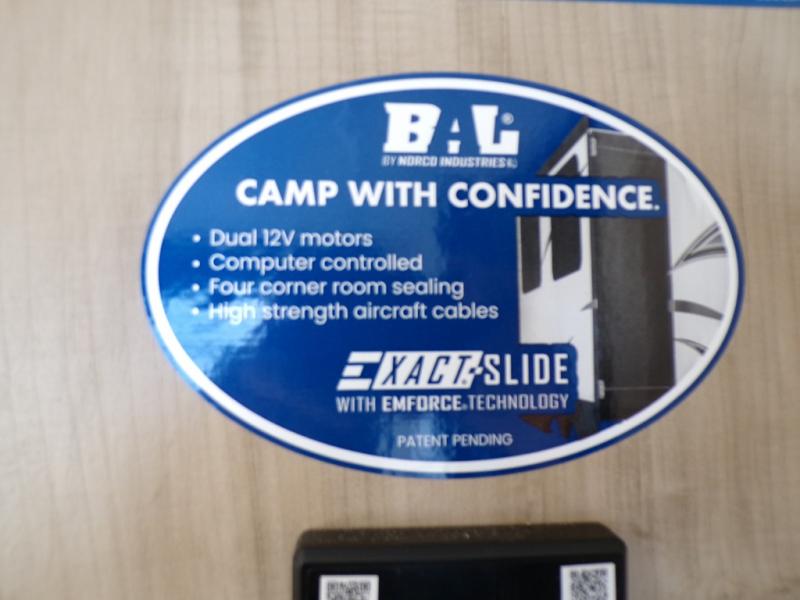 BAL®
BY NORCO INDUSTRIES
CAMP WITH CONFIDENCE.
• Dual 12V motors
• Computer controlled
• Four corner room sealing
• High strength aircraft cables
EXACT SLIDE
WITH EMFORCE® TECHNOLOGY
PATENT PENDING